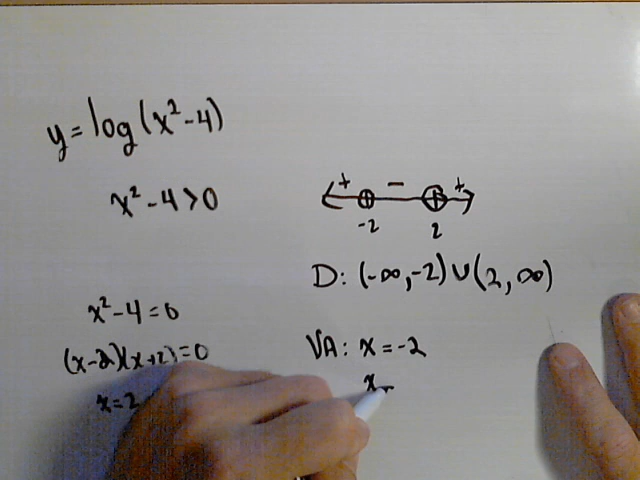 y = log(x² - 4)
x² - 4 > 0
+ - +
-2 2
D: (-∞, -2) ∪ (2, ∞)
x² - 4 = 0
(x-2)(x+2) = 0
x = 2
VA: x = -2
x